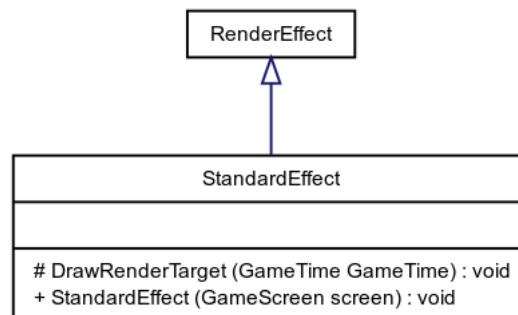 RenderEffect
StandardEffect
# DrawRenderTarget (GameTime GameTime) : void
+ StandardEffect (GameScreen screen) : void